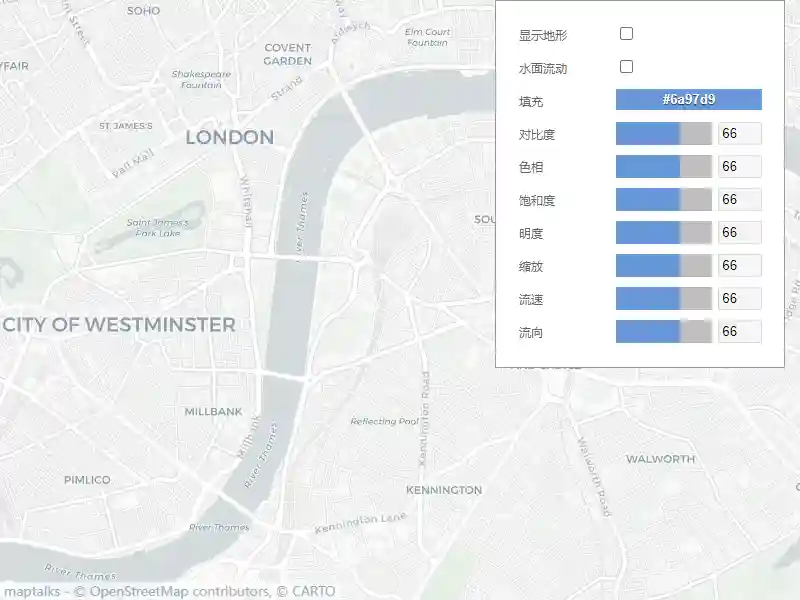 SOHO
Aldwych
Elm Court
Fountain
COVENT
GARDEN
Shakespeare
Fountain
Strand
ST JAMES'S
LONDON
Pall Mall
Whitehall
River Thames
Saint James's
Park Lake
CITY OF WESTMINSTER
MILLBANK
Millbank
River Thames
Reflecting Pool
Kennington Road
PIMLICO
KENNINGTON
WALWORTH
Walworth Road
River Thames
Kennington Lane
River Thames
显示地形
水面流动
填充 #6a97d9
对比度 66
色相 66
饱和度 66
明度 66
缩放 66
流速 66
流向 66
maptalks - © OpenStreetMap contributors, © CARTO